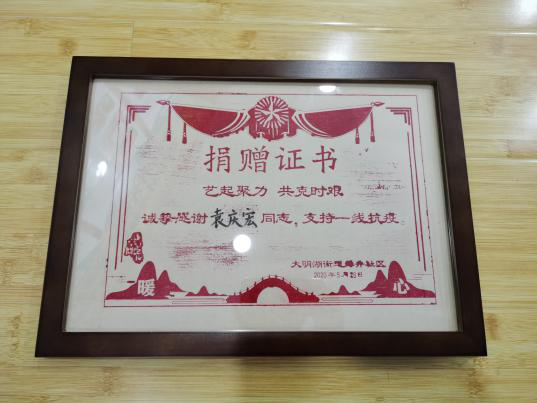 捐赠证书
艺起聚力 共克时艰
诚挚感谢袁庆宏同志，支持一线抗疫
大明湖街道
社区
2020年5月
暖 心